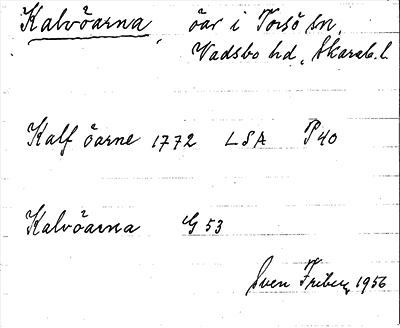 Kalvöarna, öar i Torsö sn,
Vadsbo hd, Skarab. l.
Kalf öarne 1772 LSA P40
Kalvöarna G 53
Sven Friberg 1956